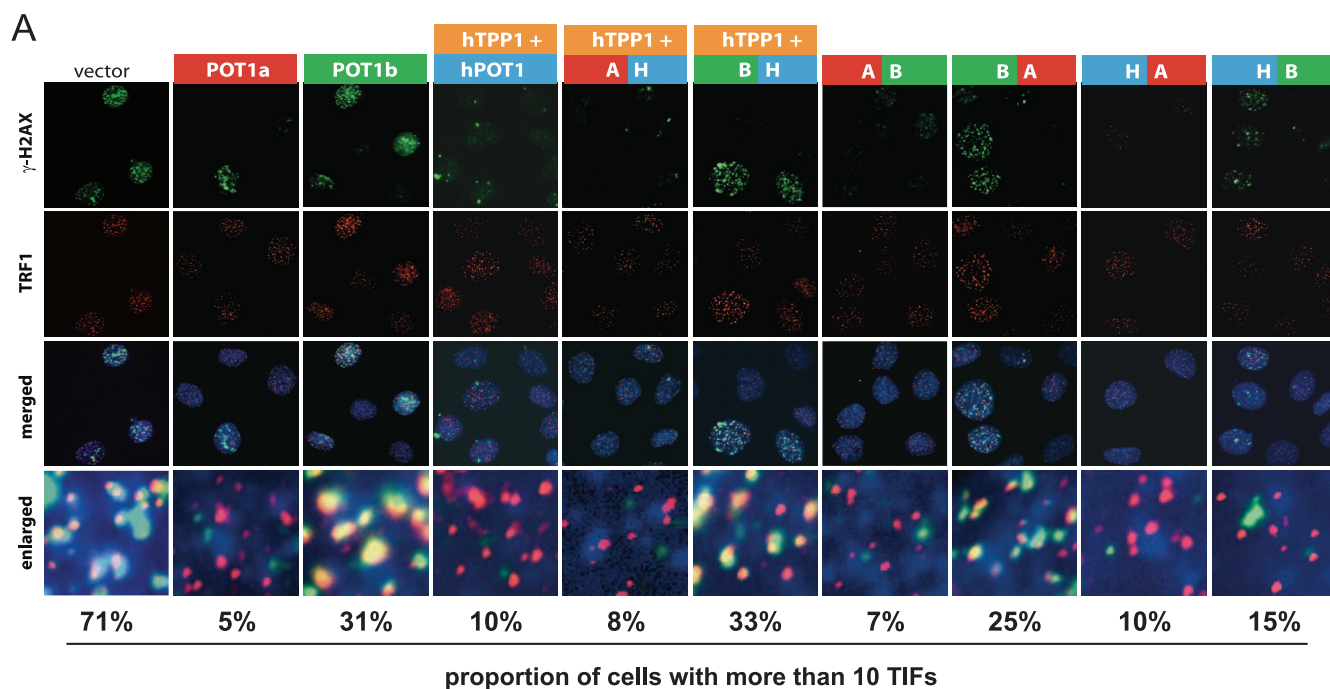 A
hTPP1 + hTPP1 + hTPP1 +
vector POT1a POT1b hPOT1 A H B H A B B A H A H B
γ-H2AX
TRF1
merged
enlarged
71% 5% 31% 10% 8% 33% 7% 25% 10% 15%
proportion of cells with more than 10 TIFs